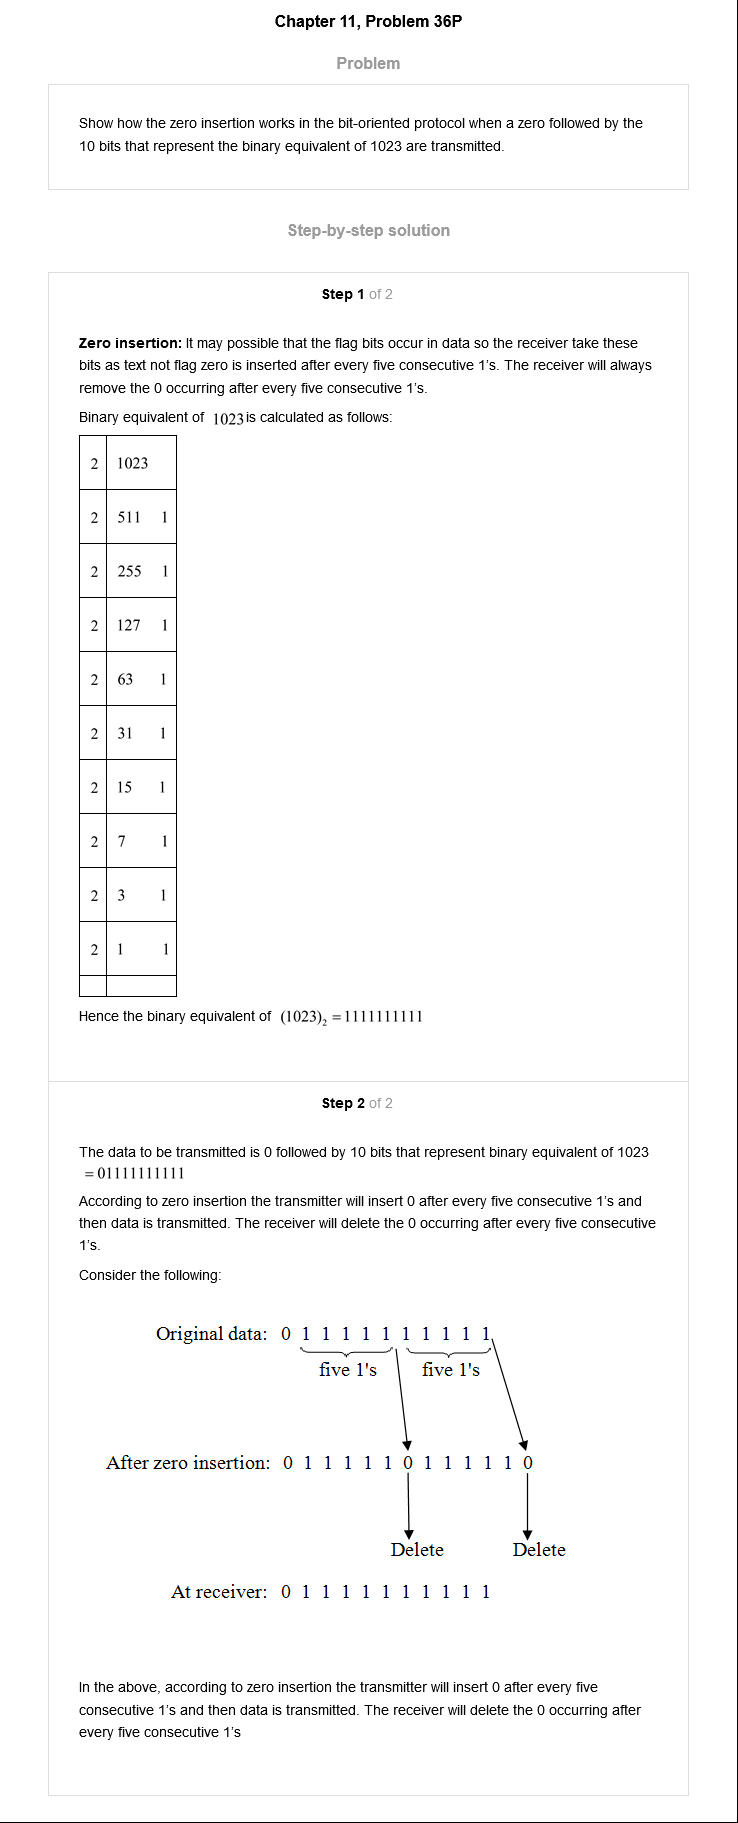 Chapter 11, Problem 36P
Problem
Show how the zero insertion works in the bit-oriented protocol when a zero followed by the
10 bits that represent the binary equivalent of 1023 are transmitted.
Step-by-step solution
Step 1 of 2
Zero insertion: It may possible that the flag bits occur in data so the receiver take these
bits as text not flag zero is inserted after every five consecutive 1's. The receiver will always
remove the 0 occurring after every five consecutive 1's.
Binary equivalent of 1023 is calculated as follows:
2 1023
2 511 1
2 255 1
2 127 1
2 63 1
2 31 1
2 15 1
2 7 1
2 3 1
2 1 1
Hence the binary equivalent of (1023)₂ = 1111111111
Step 2 of 2
The data to be transmitted is 0 followed by 10 bits that represent binary equivalent of 1023
= 01111111111
According to zero insertion the transmitter will insert 0 after every five consecutive 1's and
then data is transmitted. The receiver will delete the 0 occurring after every five consecutive
1's.
Consider the following:
Original data: 0 1 1 1 1 1 1 1 1 1 1
five 1's five 1's
After zero insertion: 0 1 1 1 1 1 0 1 1 1 1 1 0
Delete Delete
At receiver: 0 1 1 1 1 1 1 1 1 1 1
In the above, according to zero insertion the transmitter will insert 0 after every five
consecutive 1's and then data is transmitted. The receiver will delete the 0 occurring after
every five consecutive 1's